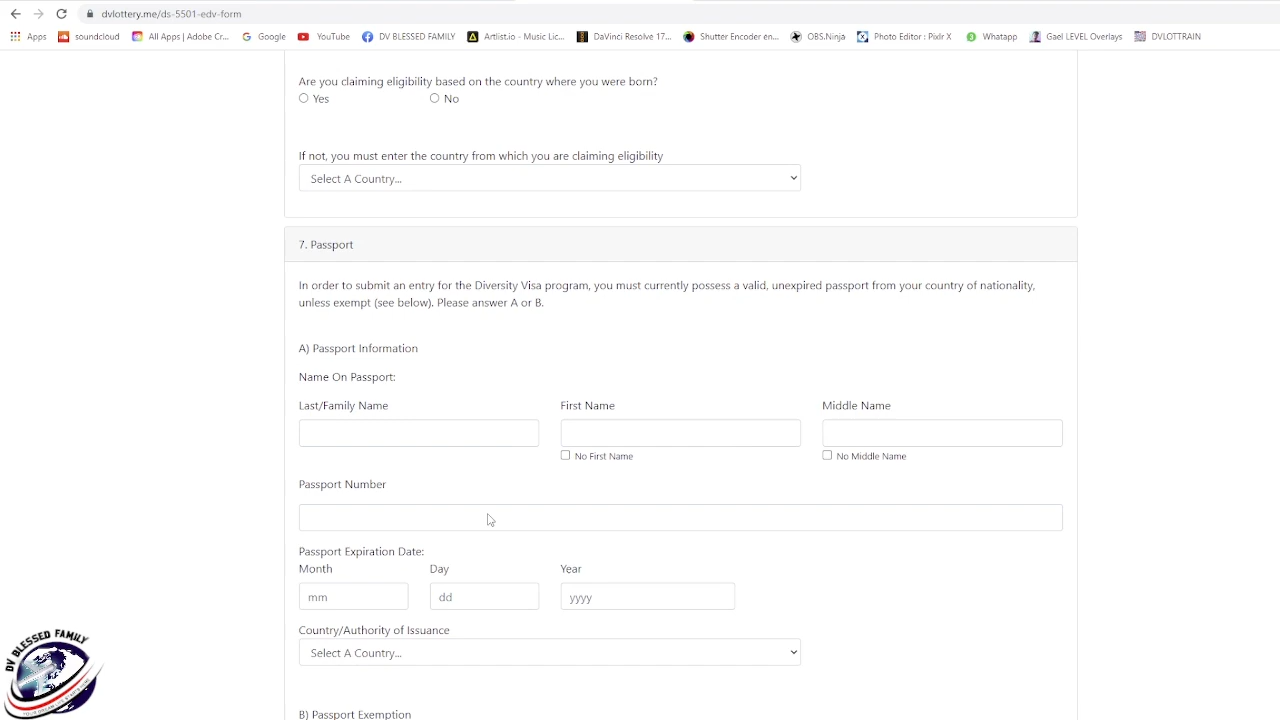 dvlottery.me/ds-5501-edv-form
Apps soundcloud All Apps | Adobe Cr... Google YouTube DV BLESSED FAMILY Artlist.io - Music Lic... DaVinci Resolve 17... Shutter Encoder en... OBS.Ninja Photo Editor : Pixlr X Whatapp Gael LEVEL Overlays DVLOTTRAIN
Are you claiming eligibility based on the country where you were born?
Yes No
If not, you must enter the country from which you are claiming eligibility
Select A Country...
7. Passport
In order to submit an entry for the Diversity Visa program, you must currently possess a valid, unexpired passport from your country of nationality,
unless exempt (see below). Please answer A or B.
A) Passport Information
Name On Passport:
Last/Family Name First Name Middle Name
No First Name No Middle Name
Passport Number
Passport Expiration Date:
Month Day Year
mm dd yyyy
Country/Authority of Issuance
Select A Country...
B) Passport Exemption
DV BLESSED FAMILY